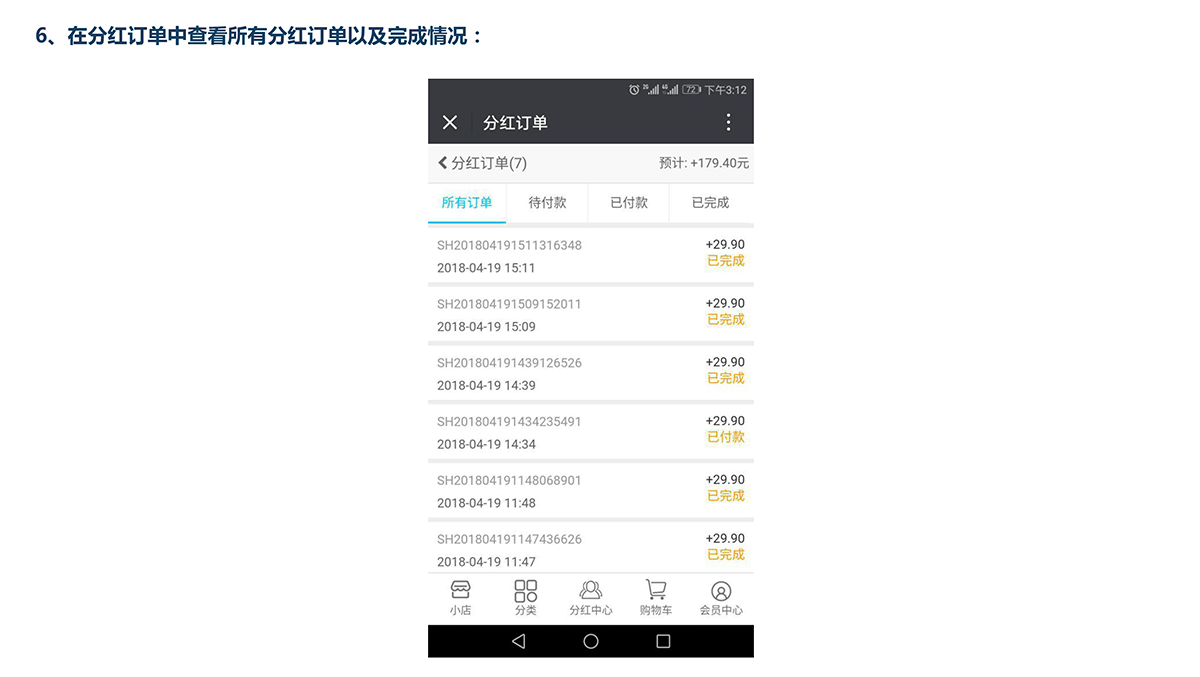 6、在分红订单中查看所有分红订单以及完成情况：
2G 4G 72 下午3:12
分红订单
分红订单(7) 预计: +179.40元
所有订单 待付款 已付款 已完成
SH201804191511316348 +29.90
已完成
2018-04-19 15:11
SH201804191509152011 +29.90
已完成
2018-04-19 15:09
SH201804191439126526 +29.90
已完成
2018-04-19 14:39
SH201804191434235491 +29.90
已付款
2018-04-19 14:34
SH201804191148068901 +29.90
已完成
2018-04-19 11:48
SH201804191147436626 +29.90
已完成
2018-04-19 11:47
小店 分类 分红中心 购物车 会员中心